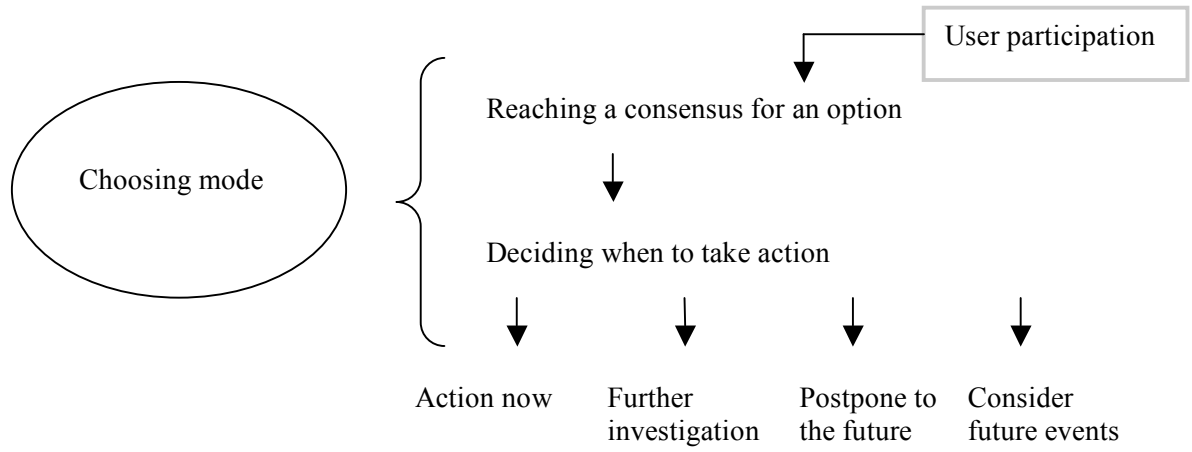 User participation
Reaching a consensus for an option
Choosing mode
Deciding when to take action
Action now
Further
investigation
Postpone to
the future
Consider
future events